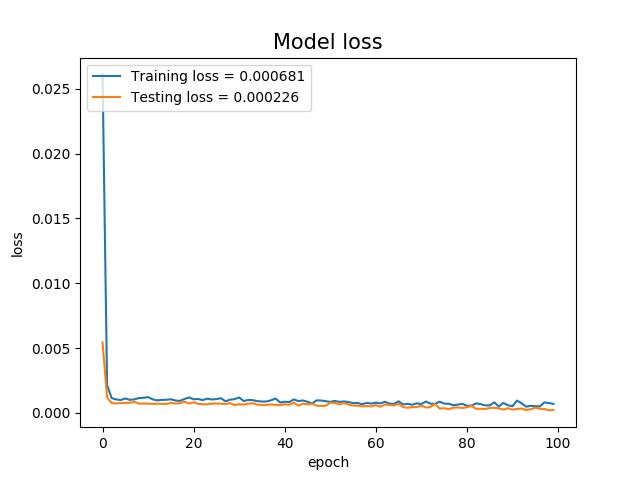 Model loss
Training loss = 0.000681
Testing loss = 0.000226
0.025
0.020
0.015
0.010
0.005
0.000
loss
0 20 40 60 80 100
epoch